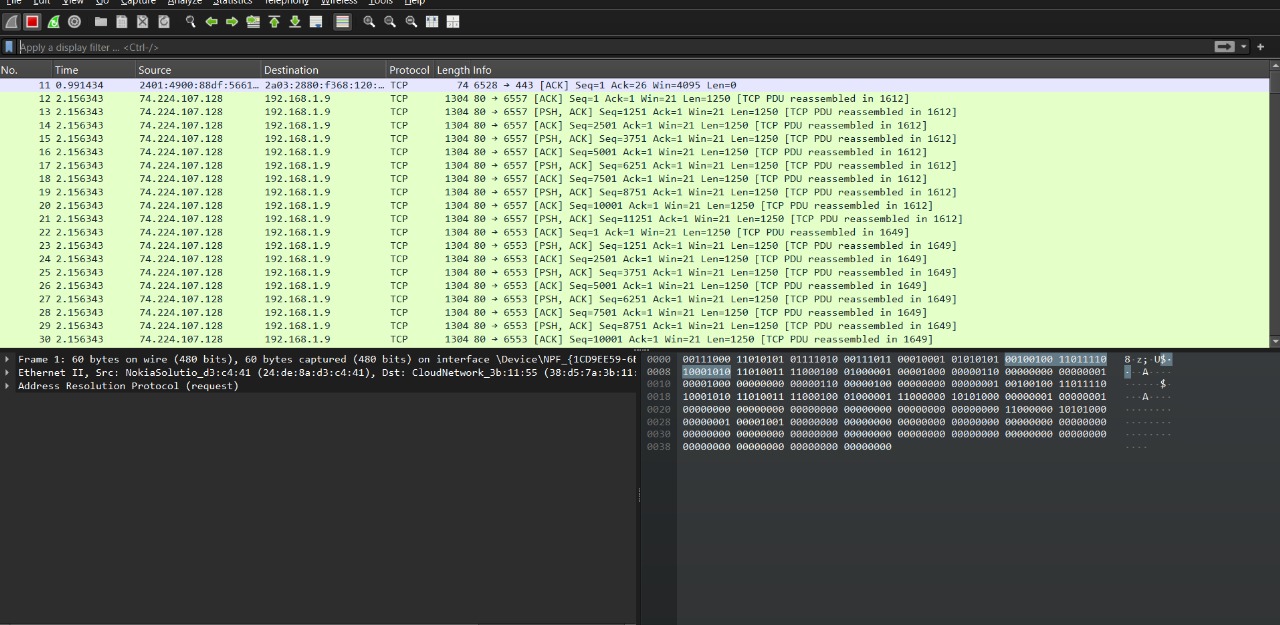 File Edit View Go Capture Analyze Statistics Telephony Wireless Tools Help
Apply a display filter ... <Ctrl-/>
No. Time Source Destination Protocol Length Info
11 0.991434 2401:4900:88df:5661… 2a03:2880:f368:120:… TCP 74 6528 → 443 [ACK] Seq=1 Ack=26 Win=4095 Len=0
12 2.156343 74.224.107.128 192.168.1.9 TCP 1304 80 → 6557 [ACK] Seq=1 Ack=1 Win=21 Len=1250 [TCP PDU reassembled in 1612]
13 2.156343 74.224.107.128 192.168.1.9 TCP 1304 80 → 6557 [PSH, ACK] Seq=1251 Ack=1 Win=21 Len=1250 [TCP PDU reassembled in 1612]
14 2.156343 74.224.107.128 192.168.1.9 TCP 1304 80 → 6557 [ACK] Seq=2501 Ack=1 Win=21 Len=1250 [TCP PDU reassembled in 1612]
15 2.156343 74.224.107.128 192.168.1.9 TCP 1304 80 → 6557 [PSH, ACK] Seq=3751 Ack=1 Win=21 Len=1250 [TCP PDU reassembled in 1612]
16 2.156343 74.224.107.128 192.168.1.9 TCP 1304 80 → 6557 [ACK] Seq=5001 Ack=1 Win=21 Len=1250 [TCP PDU reassembled in 1612]
17 2.156343 74.224.107.128 192.168.1.9 TCP 1304 80 → 6557 [PSH, ACK] Seq=6251 Ack=1 Win=21 Len=1250 [TCP PDU reassembled in 1612]
18 2.156343 74.224.107.128 192.168.1.9 TCP 1304 80 → 6557 [ACK] Seq=7501 Ack=1 Win=21 Len=1250 [TCP PDU reassembled in 1612]
19 2.156343 74.224.107.128 192.168.1.9 TCP 1304 80 → 6557 [PSH, ACK] Seq=8751 Ack=1 Win=21 Len=1250 [TCP PDU reassembled in 1612]
20 2.156343 74.224.107.128 192.168.1.9 TCP 1304 80 → 6557 [ACK] Seq=10001 Ack=1 Win=21 Len=1250 [TCP PDU reassembled in 1612]
21 2.156343 74.224.107.128 192.168.1.9 TCP 1304 80 → 6557 [PSH, ACK] Seq=11251 Ack=1 Win=21 Len=1250 [TCP PDU reassembled in 1612]
22 2.156343 74.224.107.128 192.168.1.9 TCP 1304 80 → 6553 [ACK] Seq=1 Ack=1 Win=21 Len=1250 [TCP PDU reassembled in 1649]
23 2.156343 74.224.107.128 192.168.1.9 TCP 1304 80 → 6553 [PSH, ACK] Seq=1251 Ack=1 Win=21 Len=1250 [TCP PDU reassembled in 1649]
24 2.156343 74.224.107.128 192.168.1.9 TCP 1304 80 → 6553 [ACK] Seq=2501 Ack=1 Win=21 Len=1250 [TCP PDU reassembled in 1649]
25 2.156343 74.224.107.128 192.168.1.9 TCP 1304 80 → 6553 [PSH, ACK] Seq=3751 Ack=1 Win=21 Len=1250 [TCP PDU reassembled in 1649]
26 2.156343 74.224.107.128 192.168.1.9 TCP 1304 80 → 6553 [ACK] Seq=5001 Ack=1 Win=21 Len=1250 [TCP PDU reassembled in 1649]
27 2.156343 74.224.107.128 192.168.1.9 TCP 1304 80 → 6553 [PSH, ACK] Seq=6251 Ack=1 Win=21 Len=1250 [TCP PDU reassembled in 1649]
28 2.156343 74.224.107.128 192.168.1.9 TCP 1304 80 → 6553 [ACK] Seq=7501 Ack=1 Win=21 Len=1250 [TCP PDU reassembled in 1649]
29 2.156343 74.224.107.128 192.168.1.9 TCP 1304 80 → 6553 [PSH, ACK] Seq=8751 Ack=1 Win=21 Len=1250 [TCP PDU reassembled in 1649]
30 2.156343 74.224.107.128 192.168.1.9 TCP 1304 80 → 6553 [ACK] Seq=10001 Ack=1 Win=21 Len=1250 [TCP PDU reassembled in 1649]
Frame 1: 60 bytes on wire (480 bits), 60 bytes captured (480 bits) on interface \Device\NPF_{1CD9EE59-6
Ethernet II, Src: NokiaSolutio_d3:c4:41 (24:de:8a:d3:c4:41), Dst: CloudNetwork_3b:11:55 (38:d5:7a:3b:11:
Address Resolution Protocol (request)
0000 00111000 11010101 01111010 00111011 00010001 01010101 00100100 11011110 8·z;·U$·
0008 10001010 11010011 11000100 01000001 00001000 00000110 00000000 00000001 ···A····
0010 00001000 00000000 00000110 00000100 00000000 00000001 00100100 11011110 ······$·
0018 10001010 11010011 11000100 01000001 11000000 10101000 00000001 00000001 ···A····
0020 00000000 00000000 00000000 00000000 00000000 00000000 11000000 10101000 ········
0028 00000001 00001001 00000000 00000000 00000000 00000000 00000000 00000000 ········
0030 00000000 00000000 00000000 00000000 00000000 00000000 00000000 00000000 ········
0038 00000000 00000000 00000000 00000000 ····